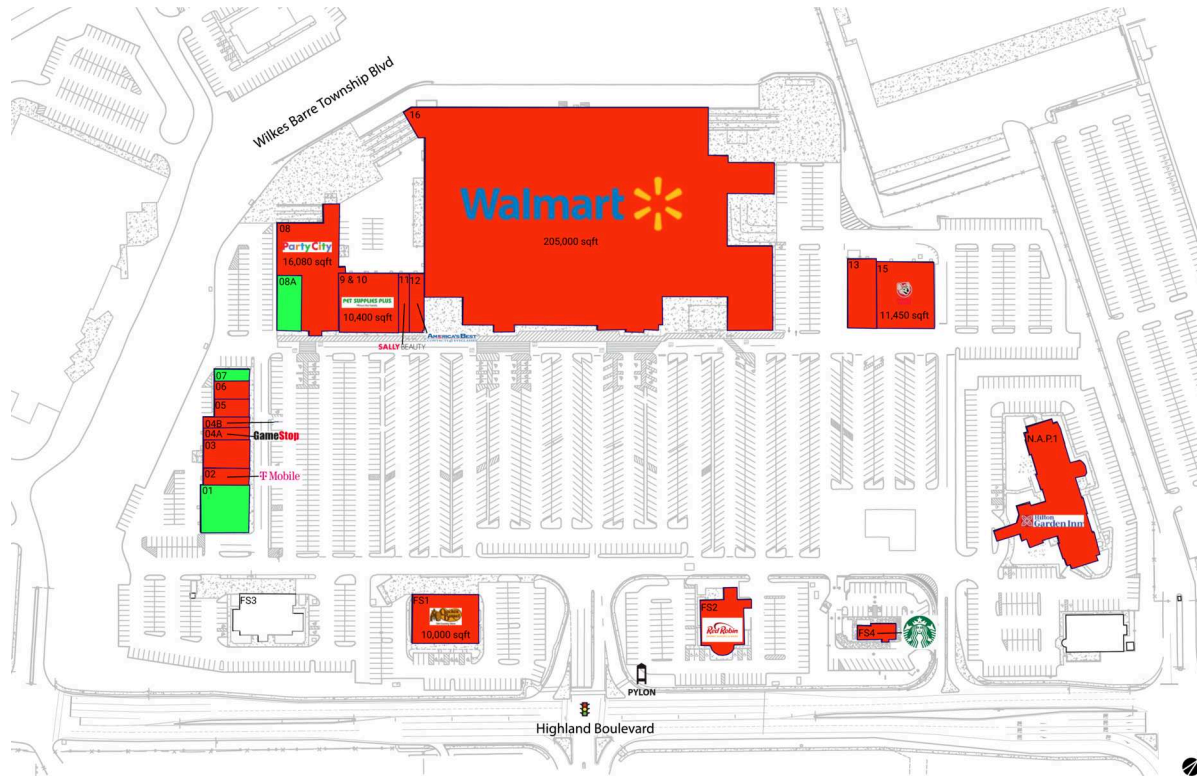 Wilkes Barre Township Blvd
16
Walmart
205,000 sqft
08
Party City
16,080 sqft
08A
9 & 10
PET SUPPLIES PLUS
10,400 sqft
11
12
SALLY BEAUTY
AMERICA'S BEST
13
15
11,450 sqft
07
06
05
04B
04A
GameStop
03
02
T Mobile
01
N.A.P.1
Hilton
Garden Inn
FS3
FS1
10,000 sqft
FS2
Red Robin
FS4
PYLON
Highland Boulevard